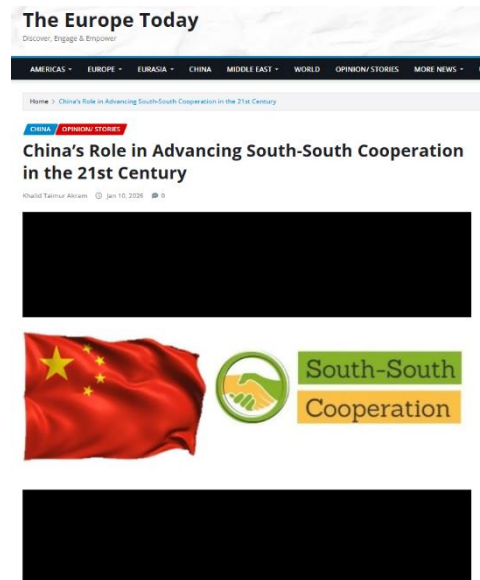 The Europe Today
Discover, Engage & Empower
AMERICAS EUROPE EURASIA CHINA MIDDLE EAST WORLD OPINION/ STORIES MORE NEWS
Home > China's Role in Advancing South-South Cooperation in the 21st Century
CHINA OPINION/ STORIES
China's Role in Advancing South-South Cooperation
in the 21st Century
Khalid Taimur Akram Jan 10, 2026 0
South-South
Cooperation